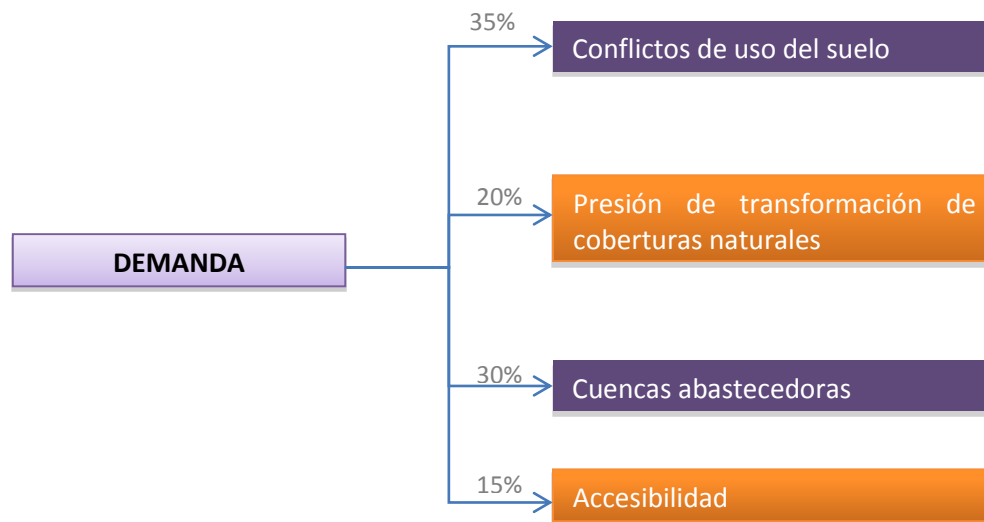 35%
Conflictos de uso del suelo
20%
Presión de transformación de
coberturas naturales
DEMANDA
30%
Cuencas abastecedoras
15%
Accesibilidad